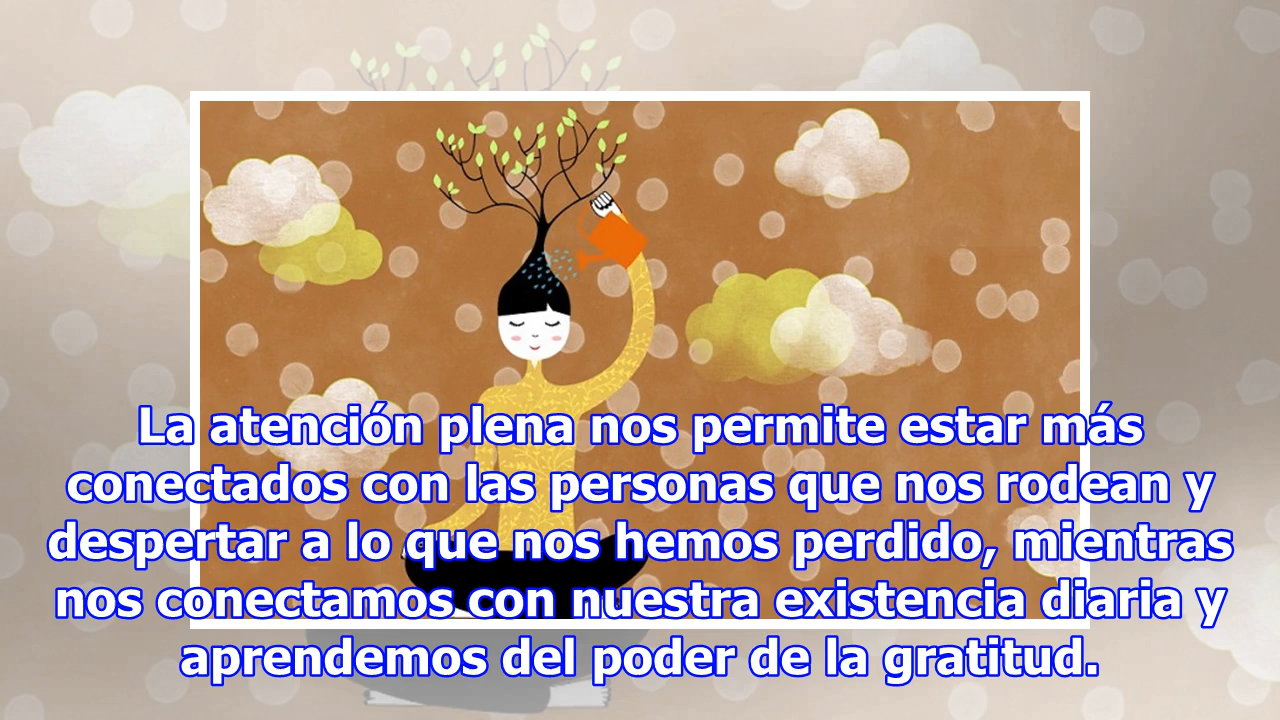 La atención plena nos permite estar más
conectados con las personas que nos rodean y
despertar a lo que nos hemos perdido, mientras
nos conectamos con nuestra existencia diaria y
aprendemos del poder de la gratitud.